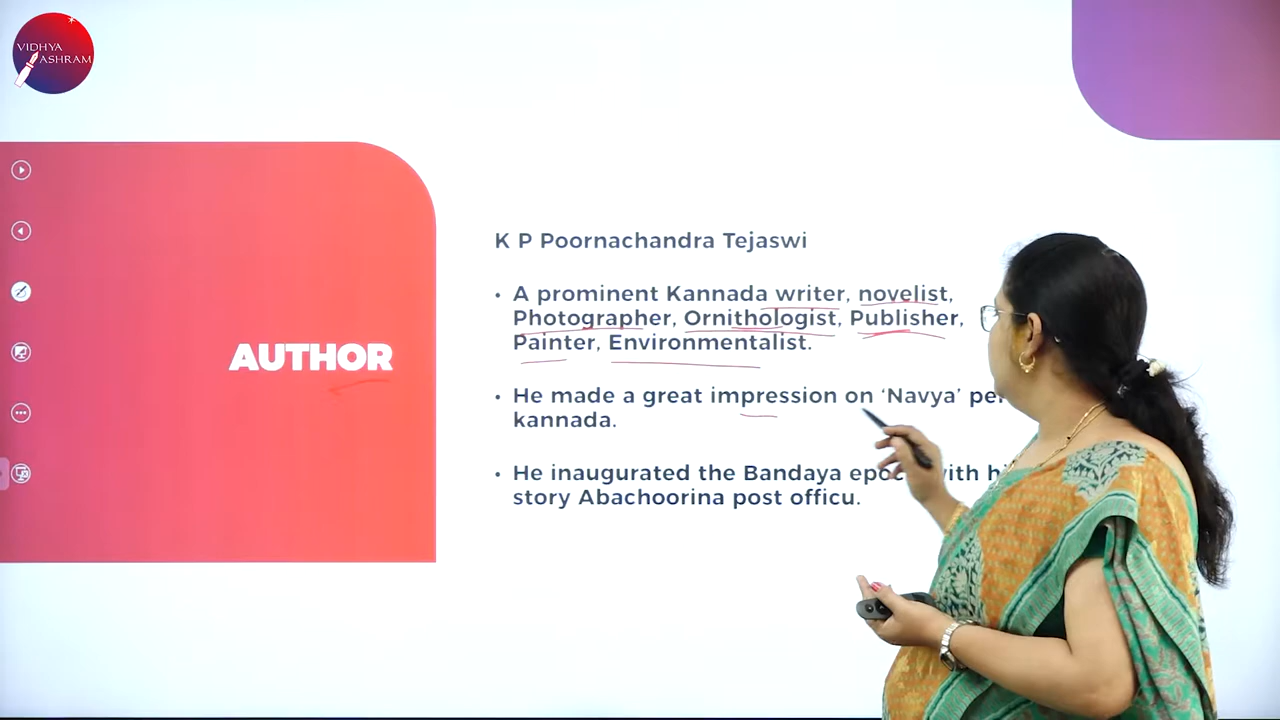 VIDHYA
ASHRAM
AUTHOR
K P Poornachandra Tejaswi
• A prominent Kannada writer, novelist,
Photographer, Ornithologist, Publisher,
Painter, Environmentalist.
• He made a great impression on ‘Navya’
kannada.
• He inaugurated the Bandaya with
story Abachoorina post officu.